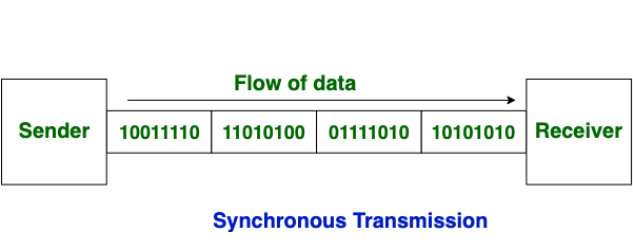 Flow of data
Sender 10011110 11010100 01111010 10101010 Receiver
Synchronous Transmission